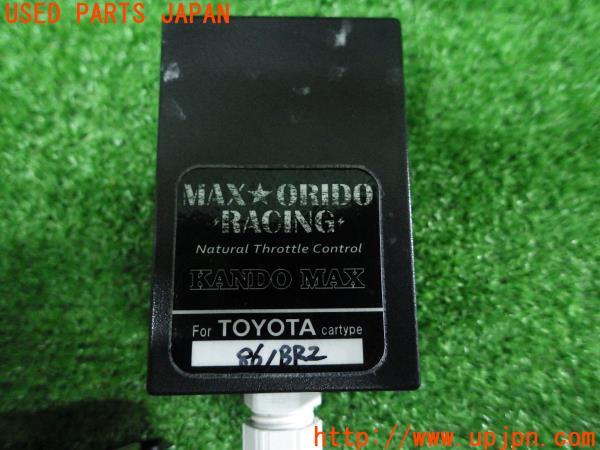 USED PARTS JAPAN
MAX★ORIDO
RACING
Natural Throttle Control
KANDO MAX
For TOYOTA cartype
86/BRZ
http://www.upjpn.com